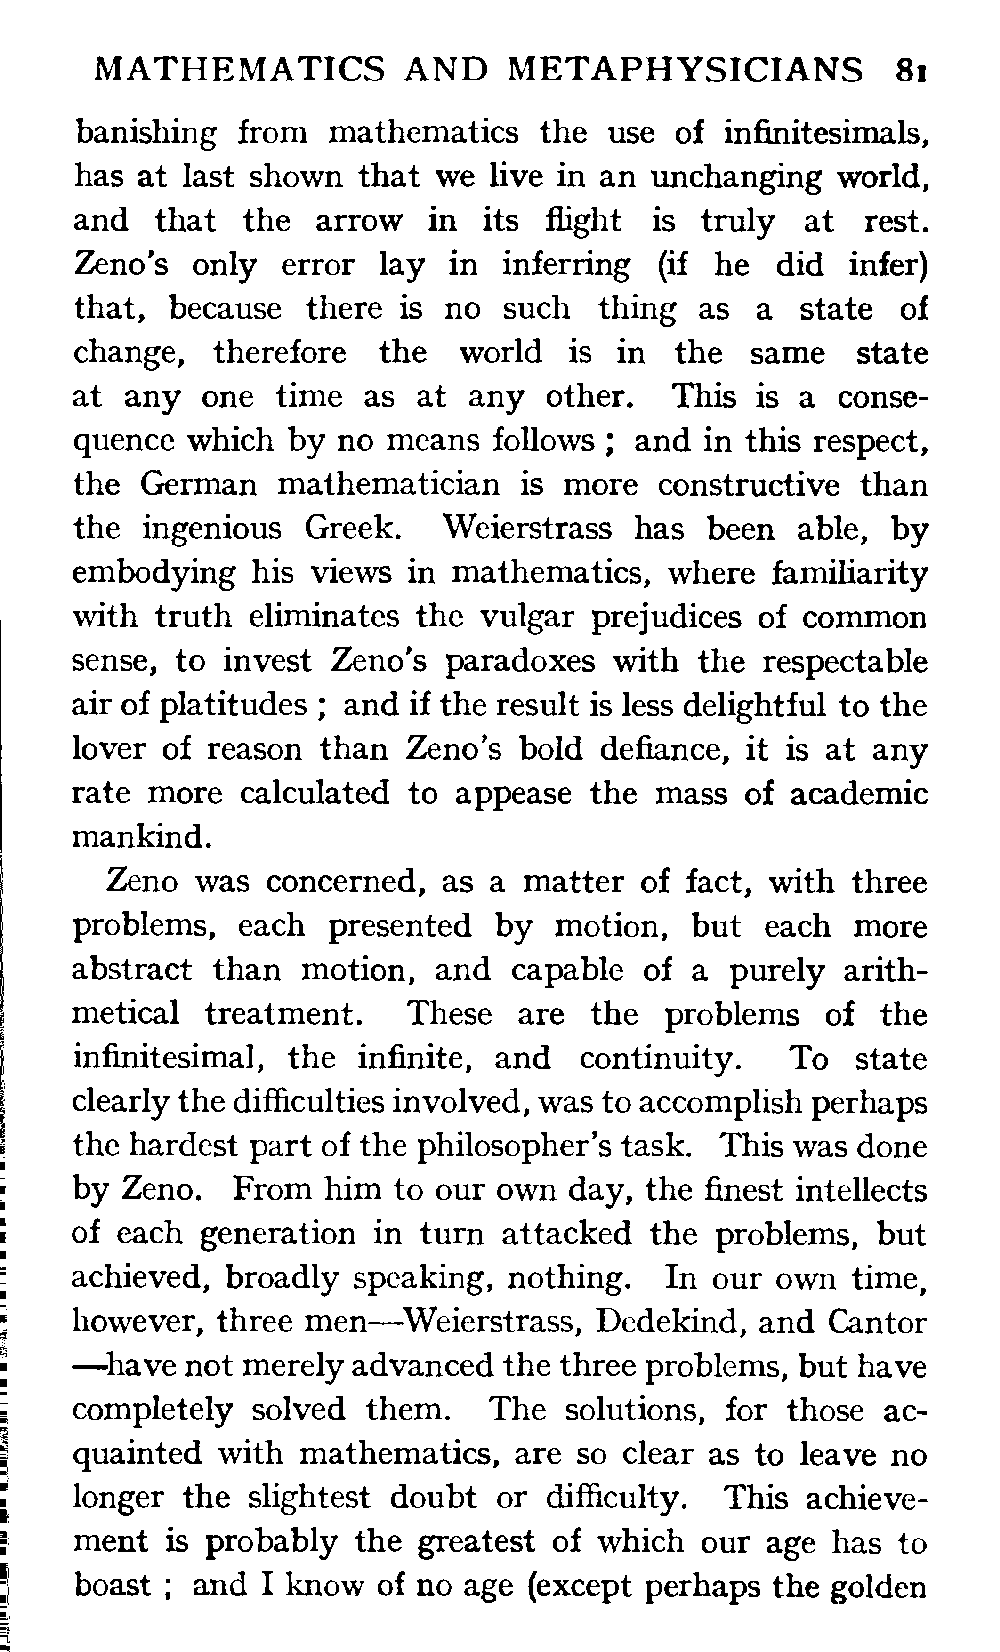 MATHEMATICS AND METAPHYSICIANS 81
banishing from mathematics the use of infinitesimals,
has at last shown that we live in an unchanging world,
and that the arrow in its flight is truly at rest.
Zeno's only error lay in inferring (if he did infer)
that, because there is no such thing as a state of
change, therefore the world is in the same state
at any one time as at any other. This is a conse-
quence which by no means follows ; and in this respect,
the German mathematician is more constructive than
the ingenious Greek. Weierstrass has been able, by
embodying his views in mathematics, where familiarity
with truth eliminates the vulgar prejudices of common
sense, to invest Zeno's paradoxes with the respectable
air of platitudes ; and if the result is less delightful to the
lover of reason than Zeno's bold defiance, it is at any
rate more calculated to appease the mass of academic
mankind.
Zeno was concerned, as a matter of fact, with three
problems, each presented by motion, but each more
abstract than motion, and capable of a purely arith-
metical treatment. These are the problems of the
infinitesimal, the infinite, and continuity. To state
clearly the difficulties involved, was to accomplish perhaps
the hardest part of the philosopher's task. This was done
by Zeno. From him to our own day, the finest intellects
of each generation in turn attacked the problems, but
achieved, broadly speaking, nothing. In our own time,
however, three men—Weierstrass, Dedekind, and Cantor
—have not merely advanced the three problems, but have
completely solved them. The solutions, for those ac-
quainted with mathematics, are so clear as to leave no
longer the slightest doubt or difficulty. This achieve-
ment is probably the greatest of which our age has to
boast ; and I know of no age (except perhaps the golden